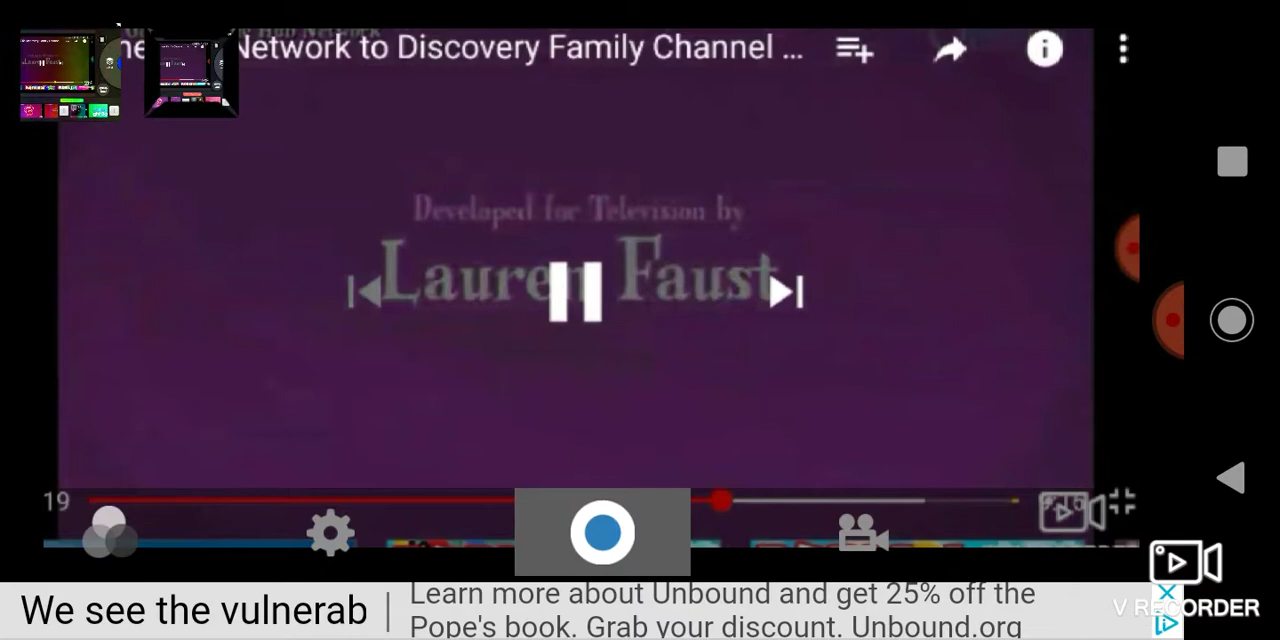 Network to Discovery Family Channel ...
Developed for Television by
Lauren Faust
19
We see the vulnerab
Learn more about Unbound and get 25% off the
Pope's book. Grab your discount. Unbound.org
V RECORDER